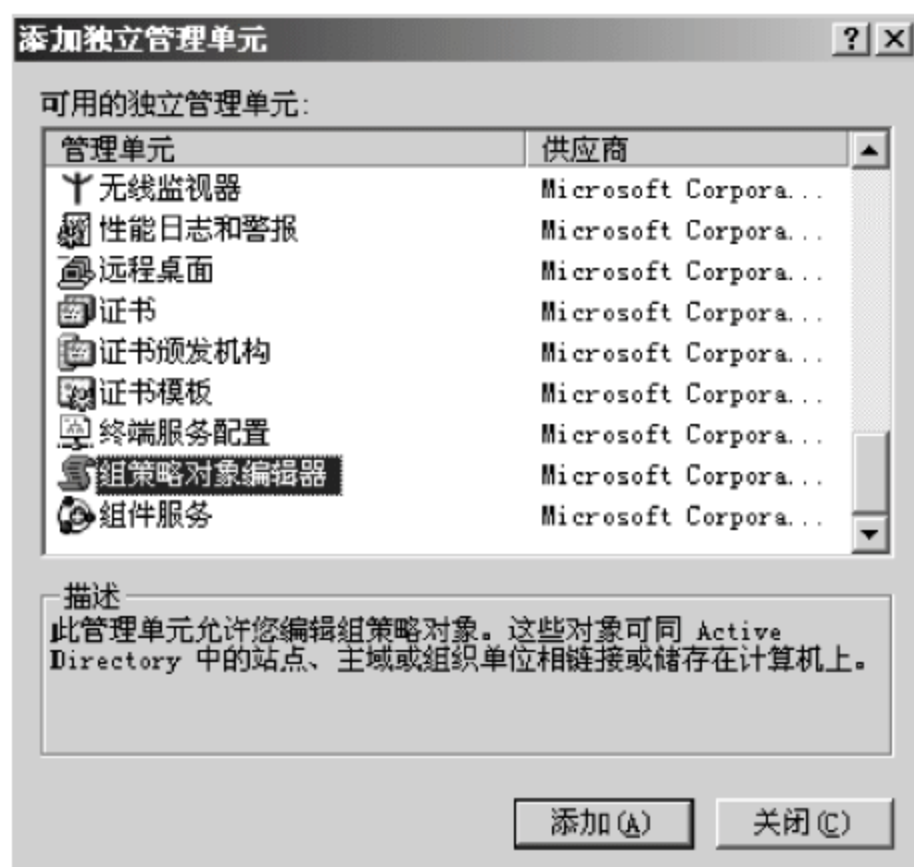 添加独立管理单元
可用的独立管理单元:
管理单元 供应商
无线监视器 Microsoft Corpora...
性能日志和警报 Microsoft Corpora...
远程桌面 Microsoft Corpora...
证书 Microsoft Corpora...
证书颁发机构 Microsoft Corpora...
证书模板 Microsoft Corpora...
终端服务配置 Microsoft Corpora...
组策略对象编辑器 Microsoft Corpora...
组件服务 Microsoft Corpora...
描述
此管理单元允许您编辑组策略对象。这些对象可同 Active
Directory 中的站点、主域或组织单位相链接或储存在计算机上。
添加(A) 关闭(C)